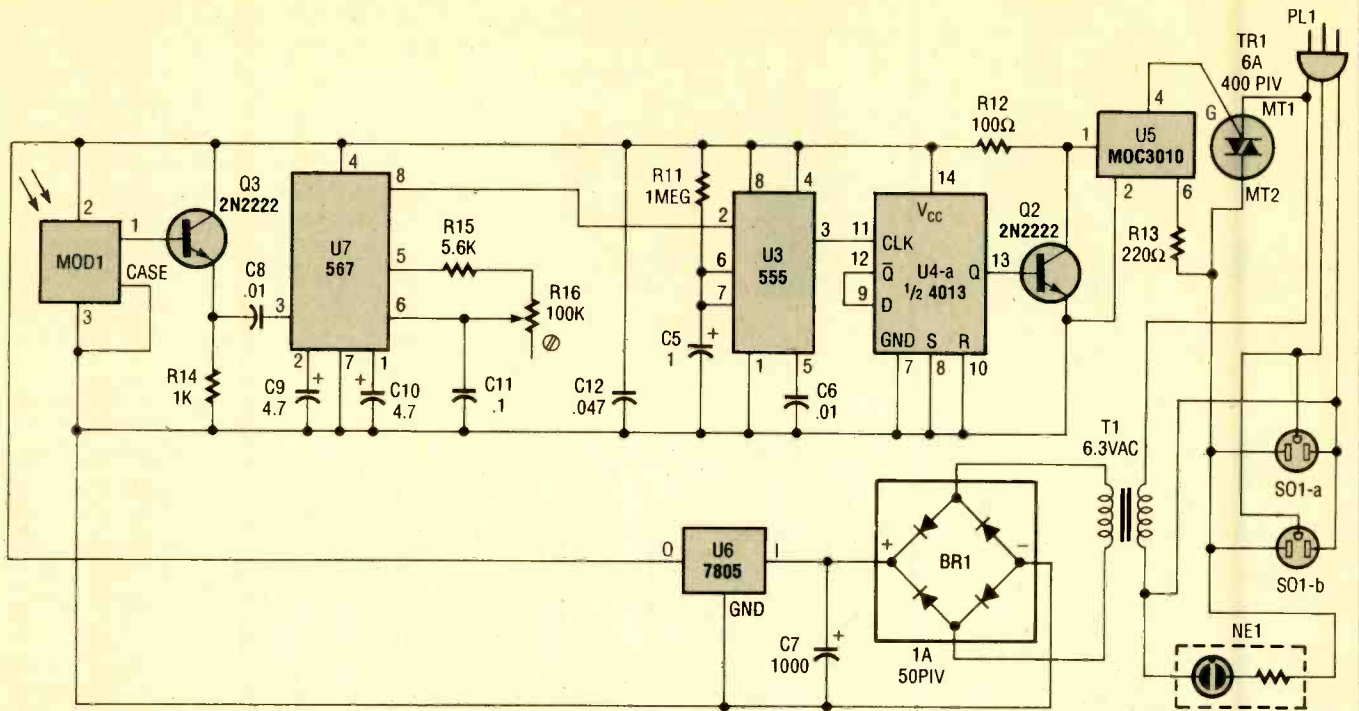 PL1
TR1
6A
400 PIV
MT1
G
MT2
4
U5
MOC3010
1
2
6
R13
220Ω
R12
100Ω
2
1
MOD1
CASE
3
Q3
2N2222
R14
1K
C8
.01
4
8
U7
567
5
3
6
2
7
1
R15
5.6K
R16
100K
C9
4.7
+
+
C10
4.7
C11
.1
C12
.047
R11
1MEG
C5
1
+
8
4
2
U3
555
3
6
7
1
5
C6
.01
14
VCC
11
CLK
12
Q̅
U4-a
½ 4013
Q
13
9
D
GND
S
R
7
8
10
Q2
2N2222
T1
6.3VAC
SO1-a
SO1-b
O
U6
7805
I
GND
C7
1000
+
+
BR1
−
1A
50PIV
NE1